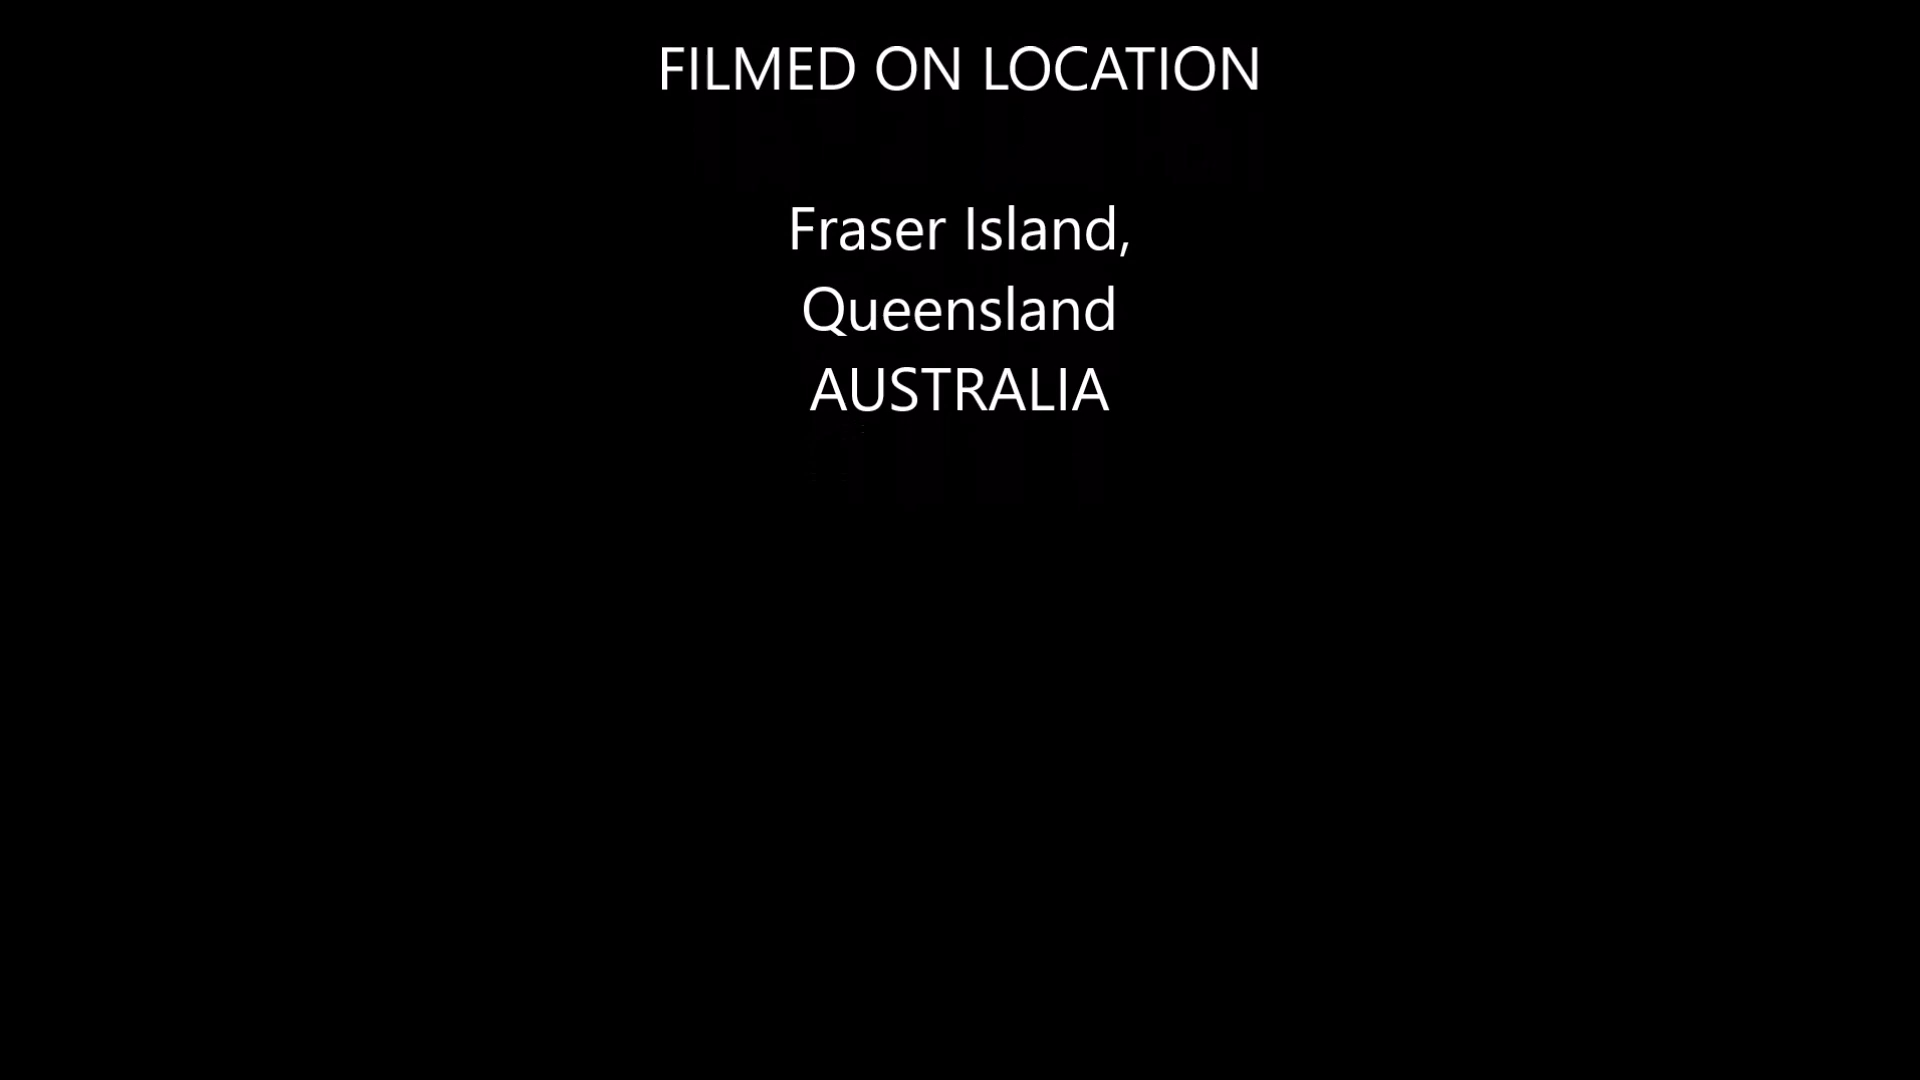 FILMED ON LOCATION
Fraser Island,
Queensland
AUSTRALIA